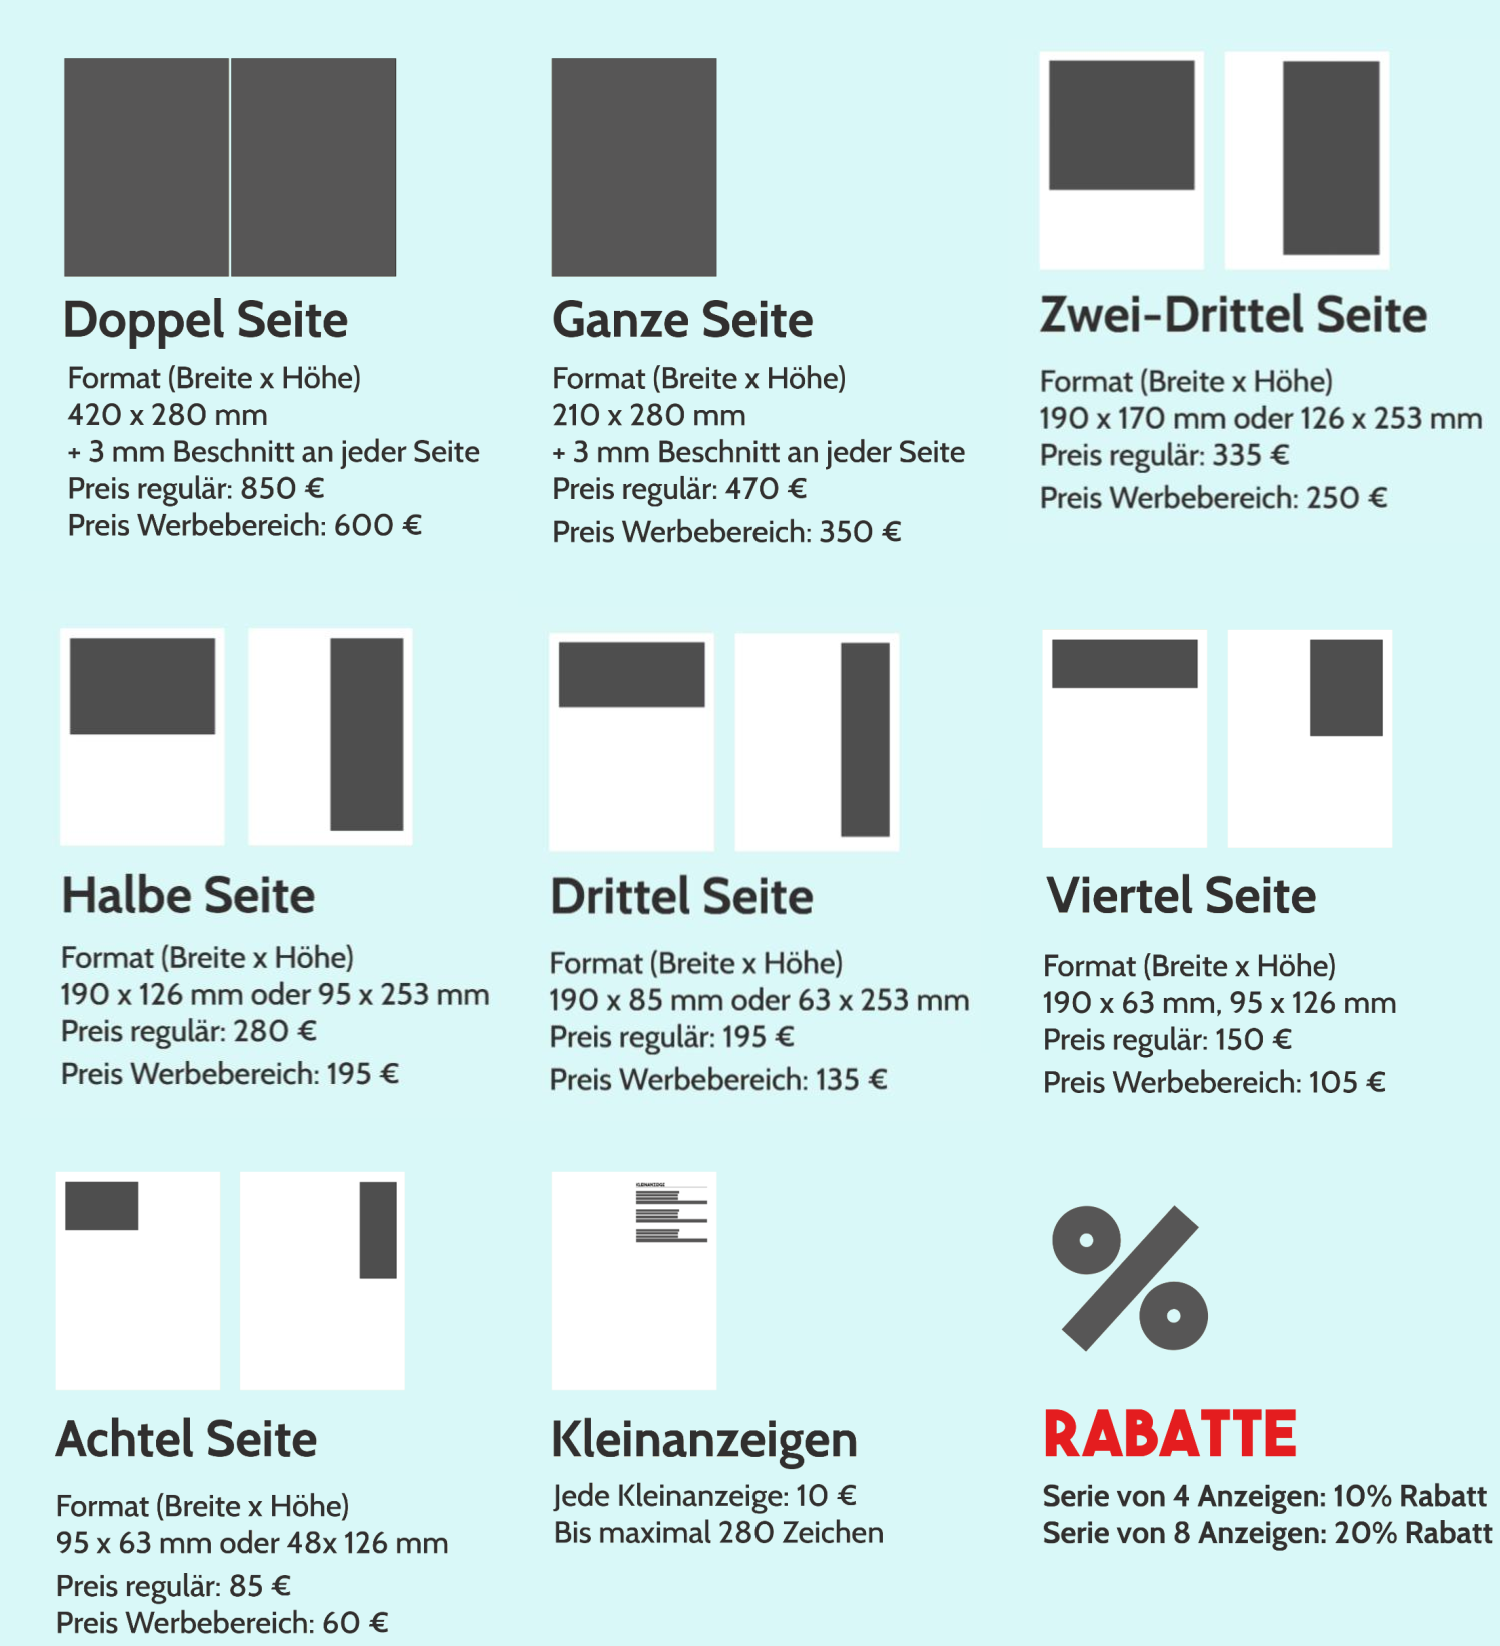 Doppel Seite
Format (Breite x Höhe)
420 x 280 mm
+ 3 mm Beschnitt an jeder Seite
Preis regulär: 850 €
Preis Werbebereich: 600 €
Ganze Seite
Format (Breite x Höhe)
210 x 280 mm
+ 3 mm Beschnitt an jeder Seite
Preis regulär: 470 €
Preis Werbebereich: 350 €
Zwei-Drittel Seite
Format (Breite x Höhe)
190 x 170 mm oder 126 x 253 mm
Preis regulär: 335 €
Preis Werbebereich: 250 €
Halbe Seite
Format (Breite x Höhe)
190 x 126 mm oder 95 x 253 mm
Preis regulär: 280 €
Preis Werbebereich: 195 €
Drittel Seite
Format (Breite x Höhe)
190 x 85 mm oder 63 x 253 mm
Preis regulär: 195 €
Preis Werbebereich: 135 €
Viertel Seite
Format (Breite x Höhe)
190 x 63 mm, 95 x 126 mm
Preis regulär: 150 €
Preis Werbebereich: 105 €
Achtel Seite
Format (Breite x Höhe)
95 x 63 mm oder 48x 126 mm
Preis regulär: 85 €
Preis Werbebereich: 60 €
KLEINANZEIGE
Kleinanzeigen
Jede Kleinanzeige: 10 €
Bis maximal 280 Zeichen
%
RABATTE
Serie von 4 Anzeigen: 10% Rabatt
Serie von 8 Anzeigen: 20% Rabatt